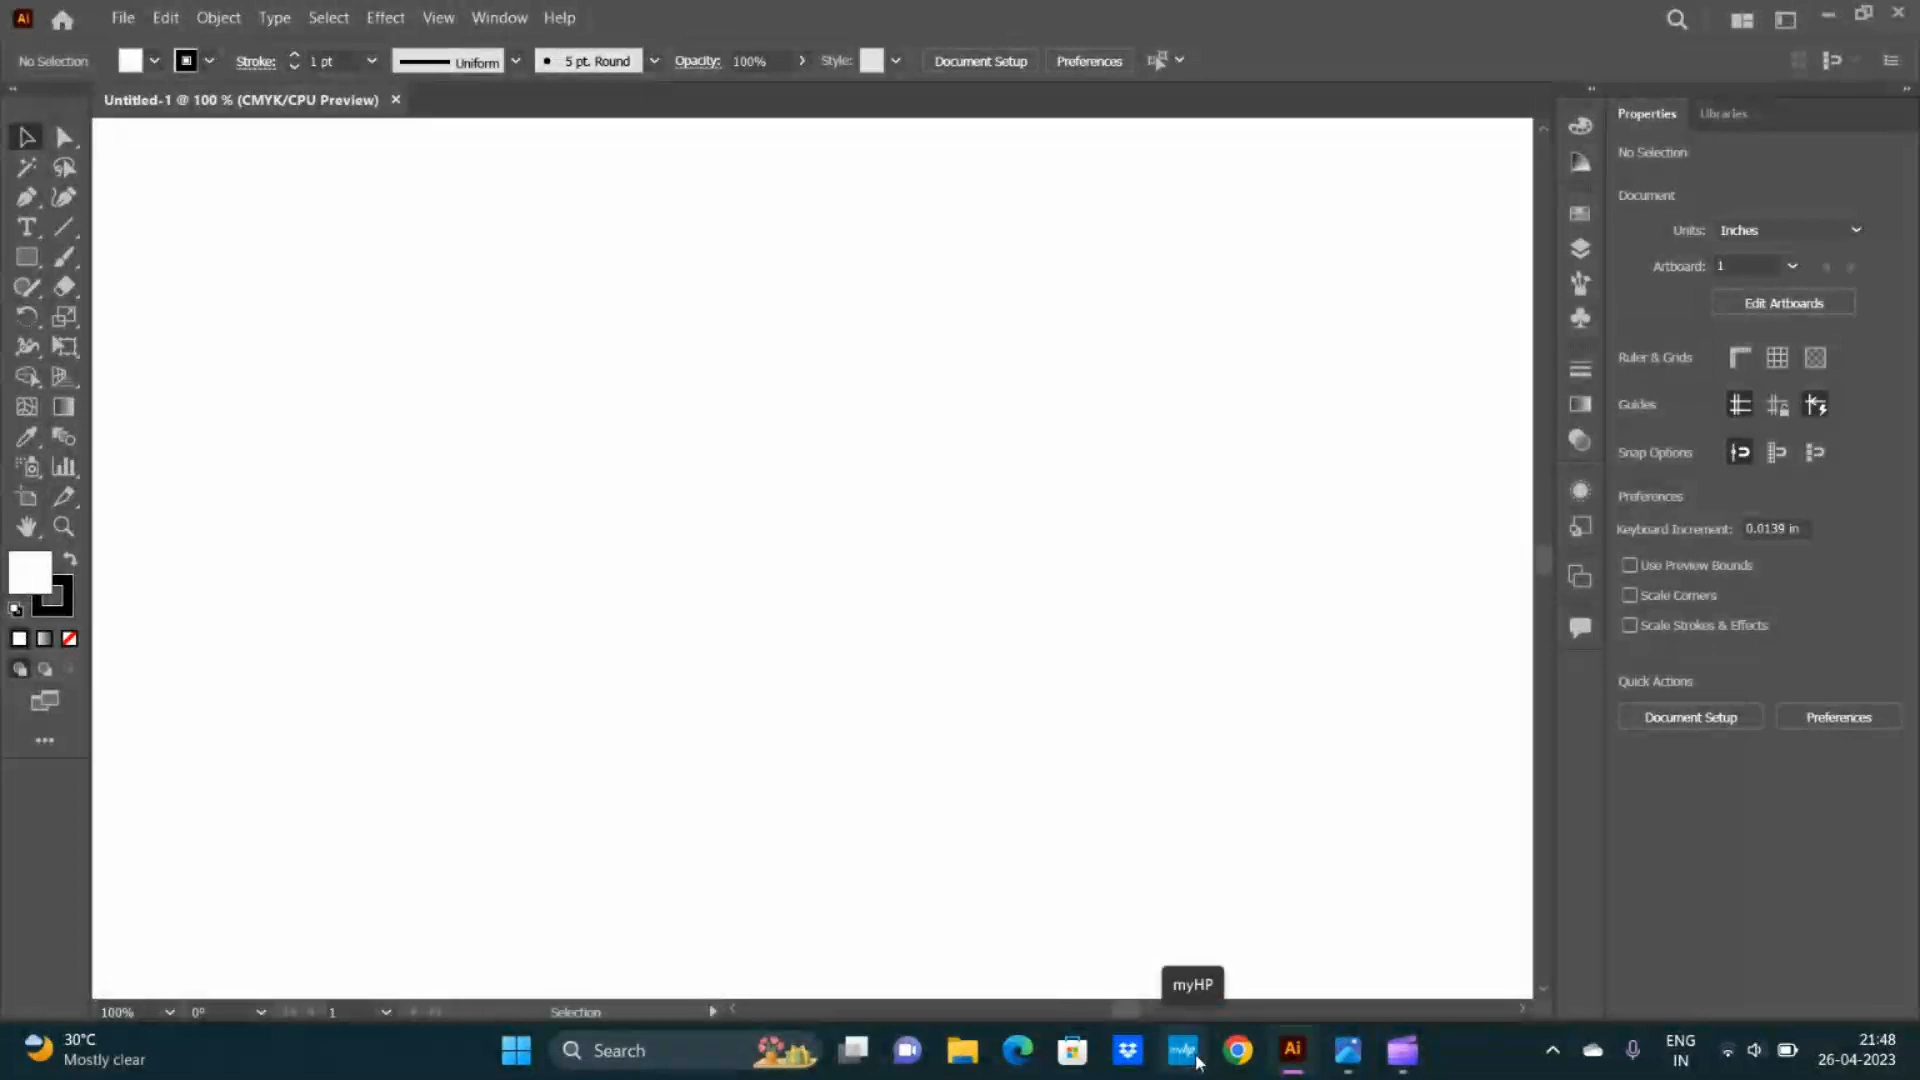 Ai File Edit Object Type Select Effect View Window Help
No Selection Stroke: 1 pt Uniform 5 pt. Round Opacity: 100% Style: Document Setup Preferences
Untitled-1 @ 100 % (CMYK/CPU Preview) ×
Properties Libraries
No Selection
Document
Units: Inches
Artboard: 1
Edit Artboards
Ruler & Grids
Guides
Snap Options
Preferences
Keyboard Increment: 0.0139 in
Use Preview Bounds
Scale Corners
Scale Strokes & Effects
Quick Actions
Document Setup Preferences
myHP
100% 0° 1 Selection
30°C
Mostly clear
Search
myhp
Ai
ENG
IN
21:48
26-04-2023